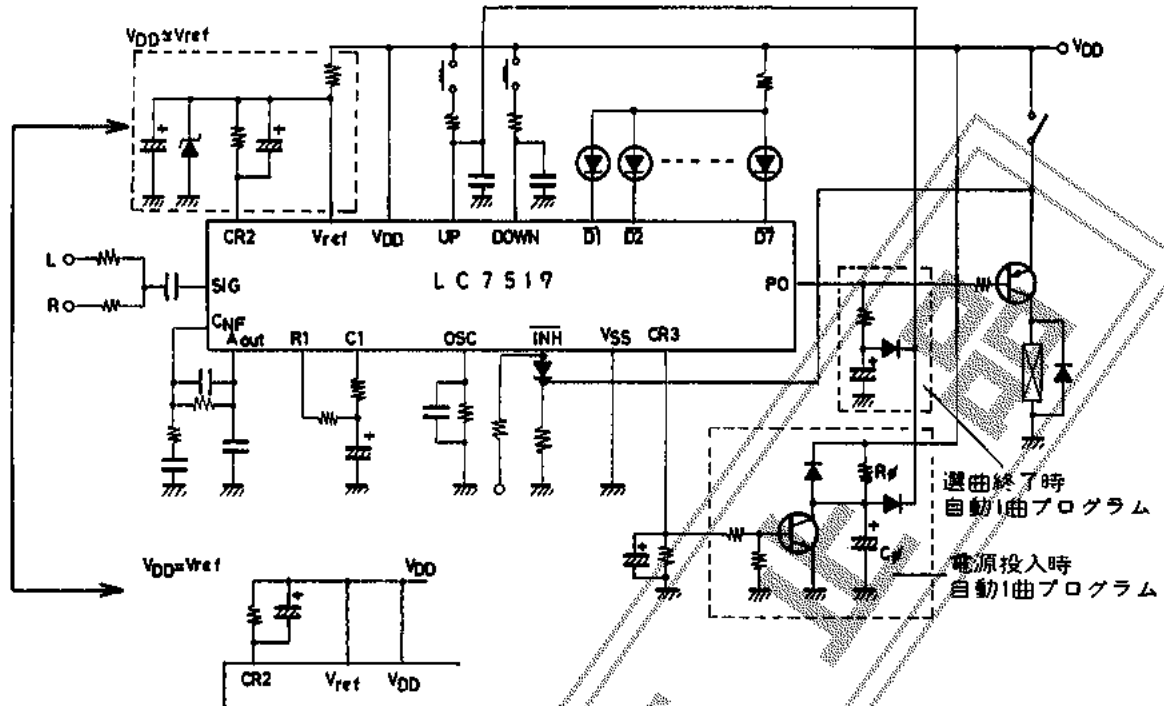 VDD≃Vref
VDD
CR2 Vref VDD UP DOWN D1 D2 D7
L
R
SIG
LC7519
PO
CNF
Aout R1 C1 OSC INH VSS CR3
Rφ
選曲終了時
自動1曲プログラム
Cφ
電源投入時
自動1曲プログラム
VDD=Vref
VDD
CR2 Vref VDD